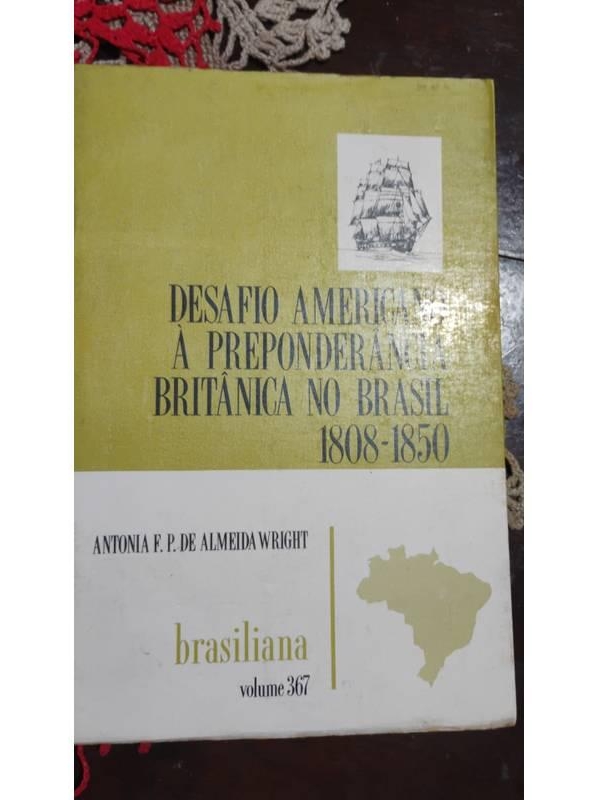 DESAFIO AMERICANO
À PREPONDERÂNCIA
BRITÂNICA NO BRASIL
1808-1850
ANTONIA F. P. DE ALMEIDA WRIGHT
brasiliana
volume 367